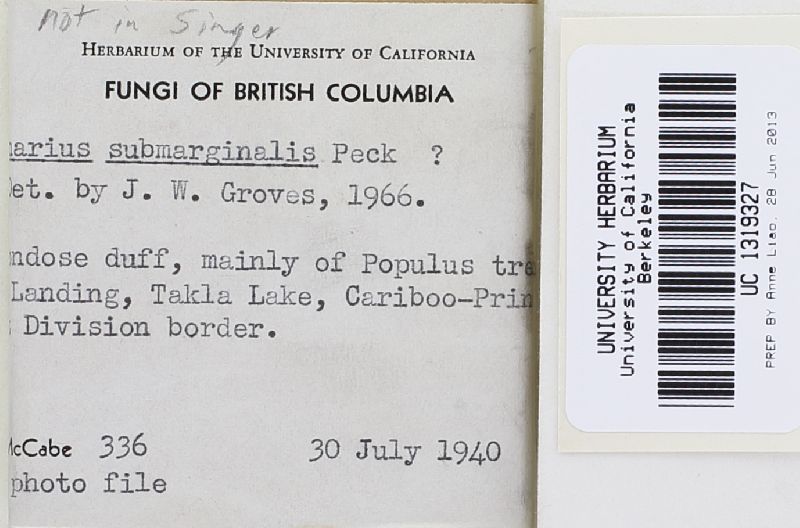 not in Singer
HERBARIUM OF THE UNIVERSITY OF CALIFORNIA
FUNGI OF BRITISH COLUMBIA
arius submarginalis Peck ?
et. by J. W. Groves, 1966.
ndose duff, mainly of Populus tre
Landing, Takla Lake, Cariboo-Prin
Division border.
McCabe 336 30 July 1940
photo file
UNIVERSITY HERBARIUM
University of California
Berkeley
UC 1319327
PREP BY Anne Liao, 28 Jun 2013